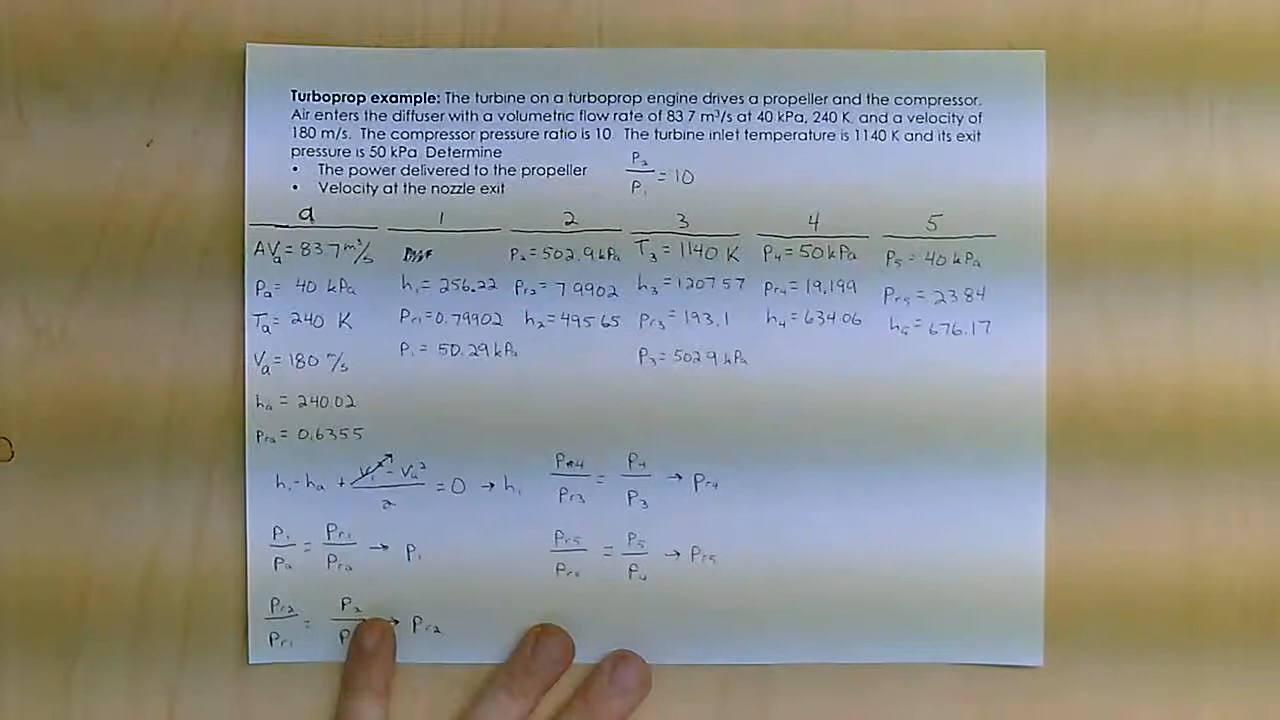 Turboprop example: The turbine on a turboprop engine drives a propeller and the compressor.
Air enters the diffuser with a volumetric flow rate of 83 7 m³/s at 40 kPa, 240 K and a velocity of
180 m/s. The compressor pressure ratio is 10 The turbine inlet temperature is 1140 K and its exit
pressure is 50 kPa Determine
• The power delivered to the propeller
• Velocity at the nozzle exit
P₂/P₁ = 10
a 1 2 3 4 5
AVₐ = 83.7 m³/s P₂ = 502.9 kPa T₃ = 1140 K P₄ = 50 kPa P₅ = 40 kPa
Pₐ = 40 kPa h₁ = 256.22 Pr₂ = 7.9902 h₃ = 1207 57 Pr₄ = 19.199 Pr₅ = 23 84
Tₐ = 240 K Pr₁ = 0.79902 h₂ = 495 65 Pr₃ = 193.1 h₄ = 634.06 h₅ = 676.17
Vₐ = 180 m/s P₁ = 50.29 kPa P₃ = 502 9 kPa
hₐ = 240.02
Prₐ = 0.6355
h₁ - hₐ + (V₁² - Vₐ²)/2 = 0 → h₁ Pr₄/Pr₃ = P₄/P₃ → Pr₄
P₁/Pₐ = Pr₁/Prₐ → P₁ Pr₅/Pr₄ = P₅/P₄ → Pr₅
Pr₂/Pr₁ = P₂/P → Pr₂